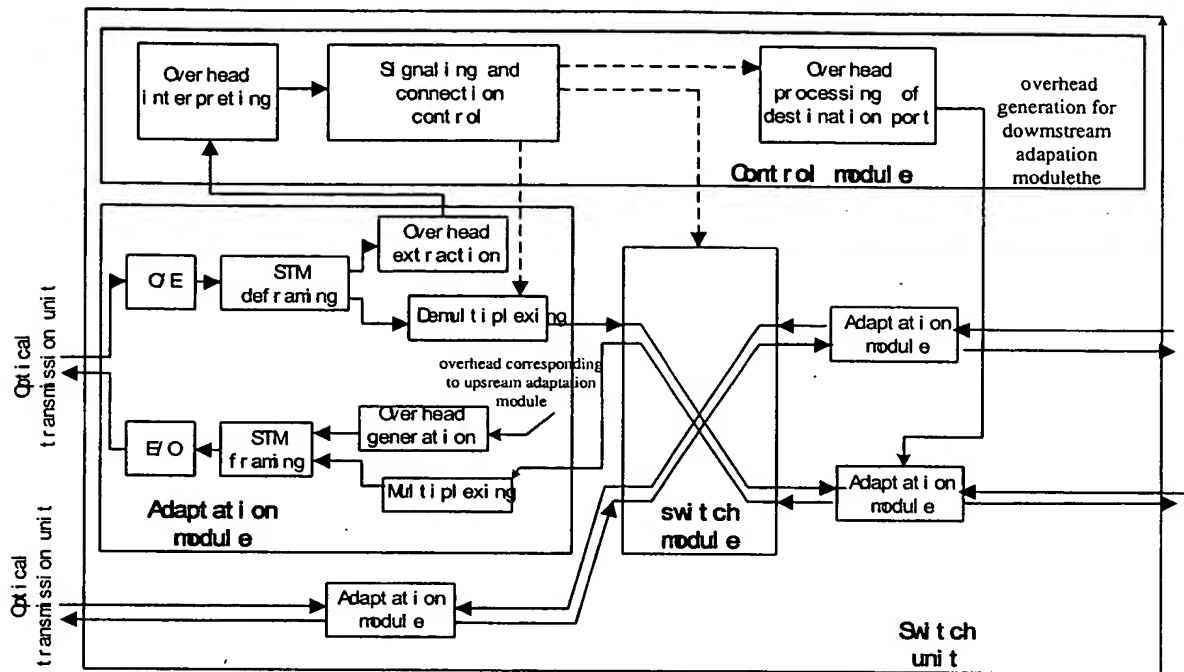 Overhead
interpreting
Signaling and
connection
control
Overhead
processing of
destination port
overhead
generation for
dowmstream
adapation
modulethe
Control module
Overhead
extraction
O/E
STM
deframing
Demultiplexing
overhead corresponding
to upsream adaptation
module
Overhead
generation
E/O
STM
framing
Multiplexing
Adaptation
module
switch
module
Adaptation
module
Adaptation
module
Adaptation
module
Optical
transmission unit
Optical
transmission unit
Switch
unit